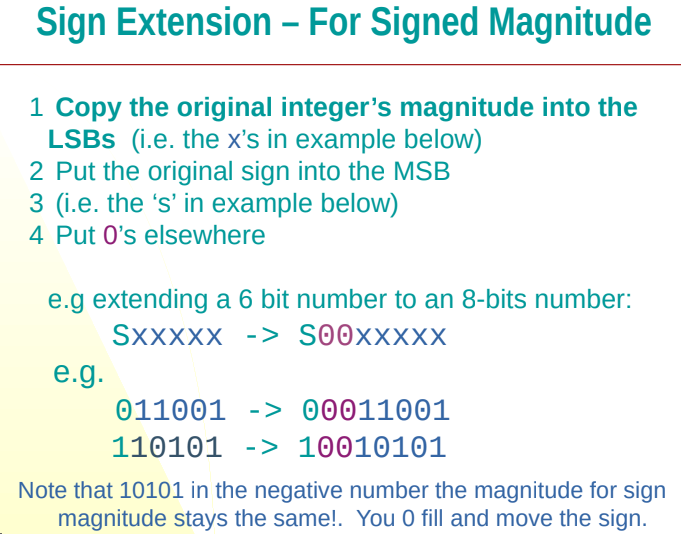 Sign Extension – For Signed Magnitude
1 Copy the original integer’s magnitude into the
LSBs (i.e. the x’s in example below)
2 Put the original sign into the MSB
3 (i.e. the ‘s’ in example below)
4 Put 0’s elsewhere
e.g extending a 6 bit number to an 8-bits number:
Sxxxxx -> S00xxxxx
e.g.
011001 -> 00011001
110101 -> 10010101
Note that 10101 in the negative number the magnitude for sign
magnitude stays the same!. You 0 fill and move the sign.